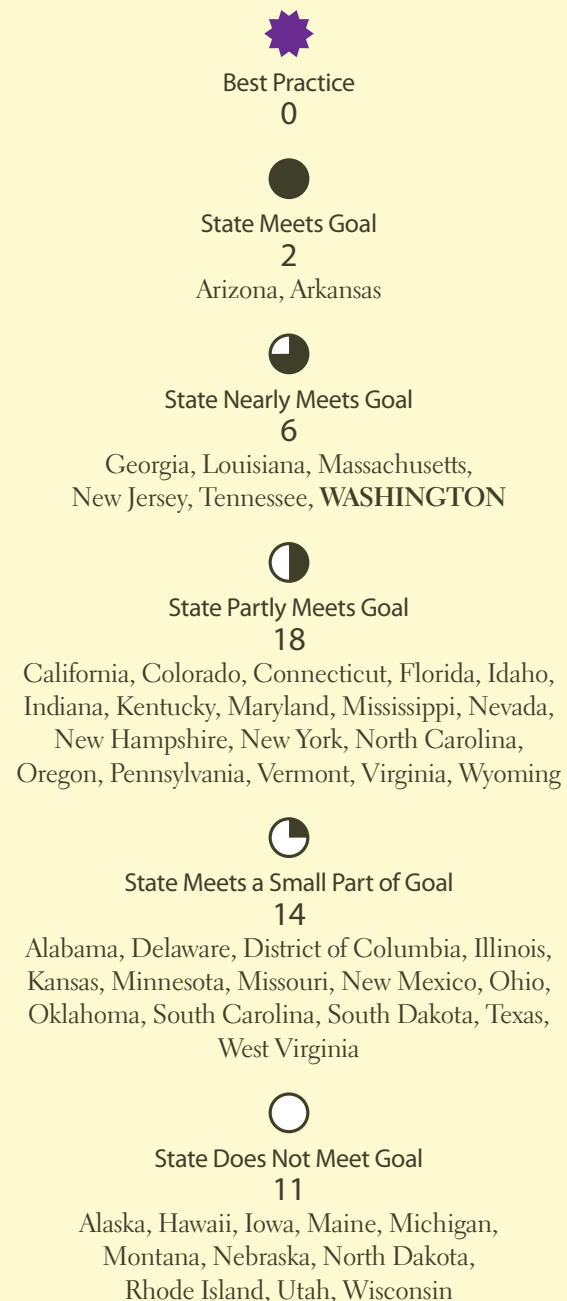 Best Practice
0
State Meets Goal
2
Arizona, Arkansas
State Nearly Meets Goal
6
Georgia, Louisiana, Massachusetts,
New Jersey, Tennessee, WASHINGTON
State Partly Meets Goal
18
California, Colorado, Connecticut, Florida, Idaho,
Indiana, Kentucky, Maryland, Mississippi, Nevada,
New Hampshire, New York, North Carolina,
Oregon, Pennsylvania, Vermont, Virginia, Wyoming
State Meets a Small Part of Goal
14
Alabama, Delaware, District of Columbia, Illinois,
Kansas, Minnesota, Missouri, New Mexico, Ohio,
Oklahoma, South Carolina, South Dakota, Texas,
West Virginia
State Does Not Meet Goal
11
Alaska, Hawaii, Iowa, Maine, Michigan,
Montana, Nebraska, North Dakota,
Rhode Island, Utah, Wisconsin